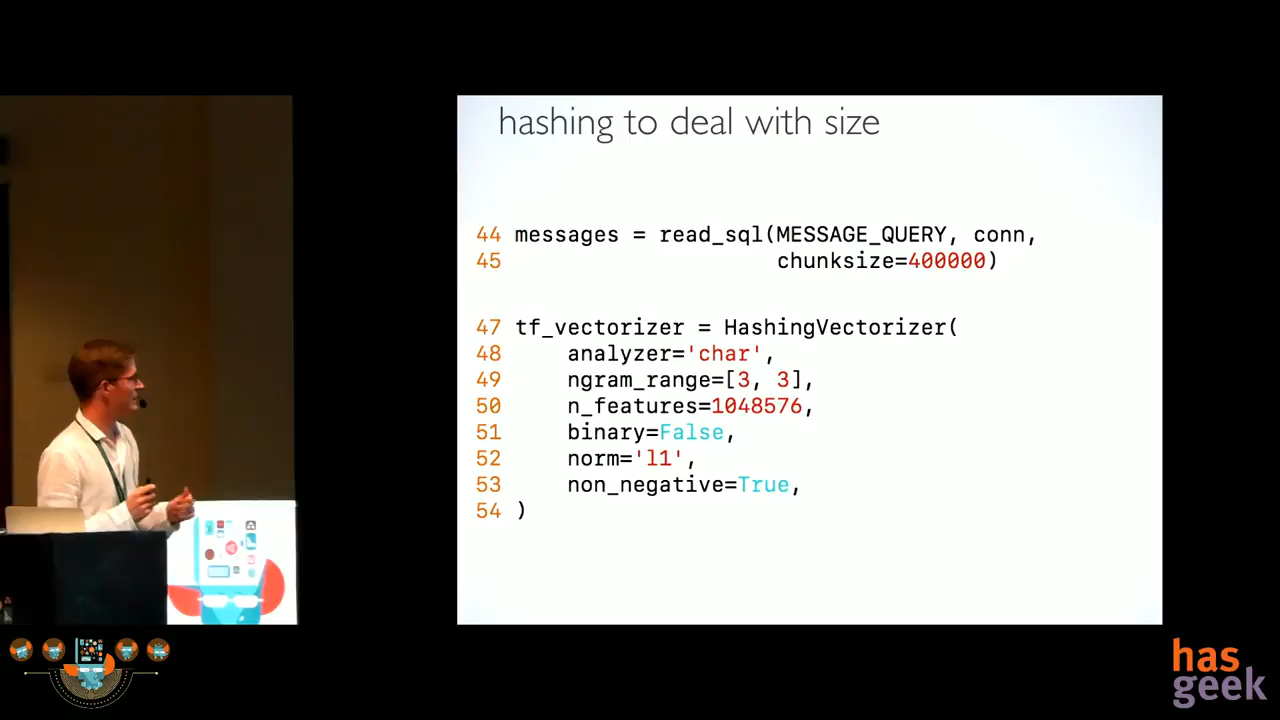 hashing to deal with size
44 messages = read_sql(MESSAGE_QUERY, conn,
45 chunksize=400000)
47 tf_vectorizer = HashingVectorizer(
48 analyzer='char',
49 ngram_range=[3, 3],
50 n_features=1048576,
51 binary=False,
52 norm='l1',
53 non_negative=True,
54 )
has
geek